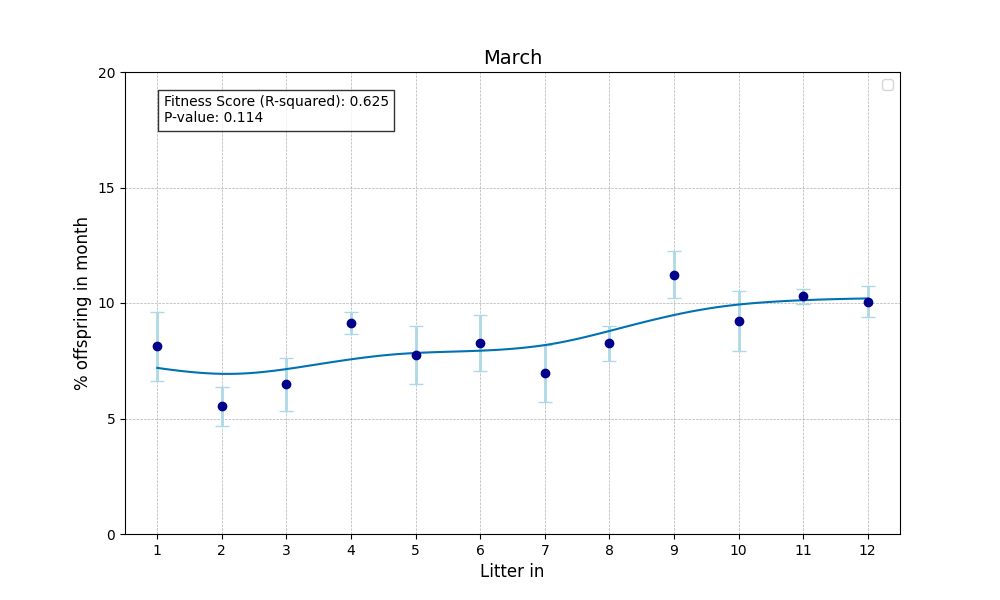 March
Fitness Score (R-squared): 0.625
P-value: 0.114
% offspring in month
20
15
10
5
0
1 2 3 4 5 6 7 8 9 10 11 12
Litter in